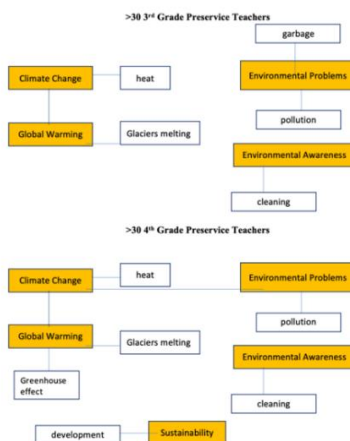 >30 3rd Grade Preservice Teachers
garbage
Climate Change
heat
Environmental Problems
Global Warming
Glaciers melting
pollution
Environmental Awareness
cleaning
>30 4th Grade Preservice Teachers
Climate Change
heat
Environmental Problems
Global Warming
Glaciers melting
pollution
Environmental Awareness
Greenhouse
effect
cleaning
development
Sustainability